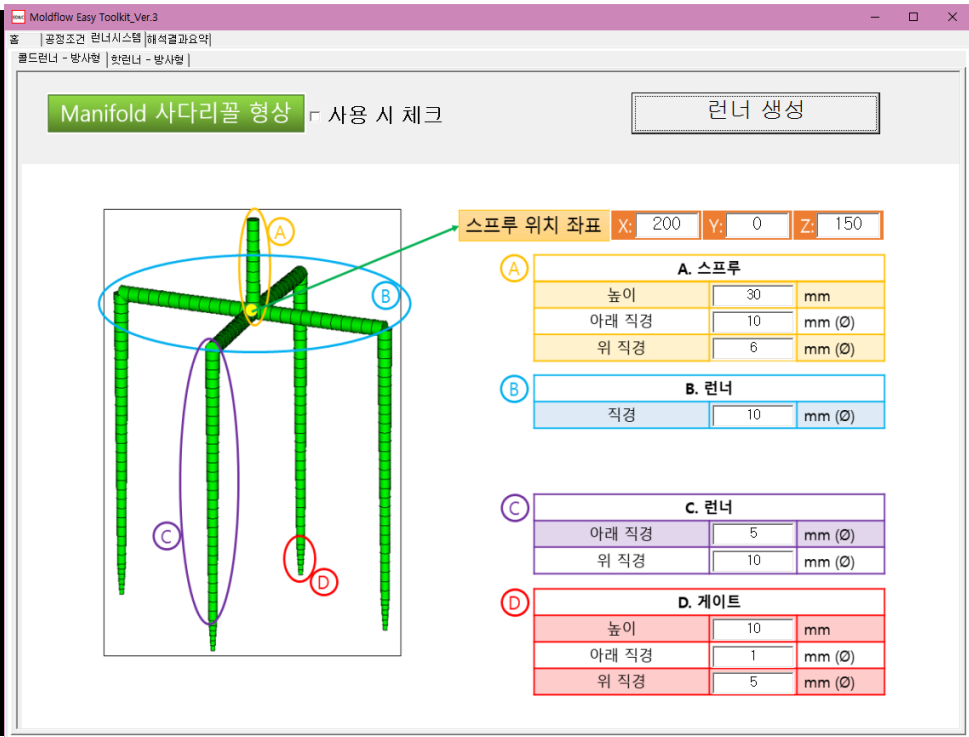 Moldflow Easy Toolkit_Ver.3
홈 공정조건 런너시스템 해석결과요약
콜드런너 - 방사형 핫런너 - 방사형
Manifold 사다리꼴 형상 사용 시 체크 런너 생성
스프루 위치 좌표 X: 200 Y: 0 Z: 150
A
B
C
D
A A. 스프루
높이 30 mm
아래 직경 10 mm (Ø)
위 직경 6 mm (Ø)
B B. 런너
직경 10 mm (Ø)
C C. 런너
아래 직경 5 mm (Ø)
위 직경 10 mm (Ø)
D D. 게이트
높이 10 mm
아래 직경 1 mm (Ø)
위 직경 5 mm (Ø)